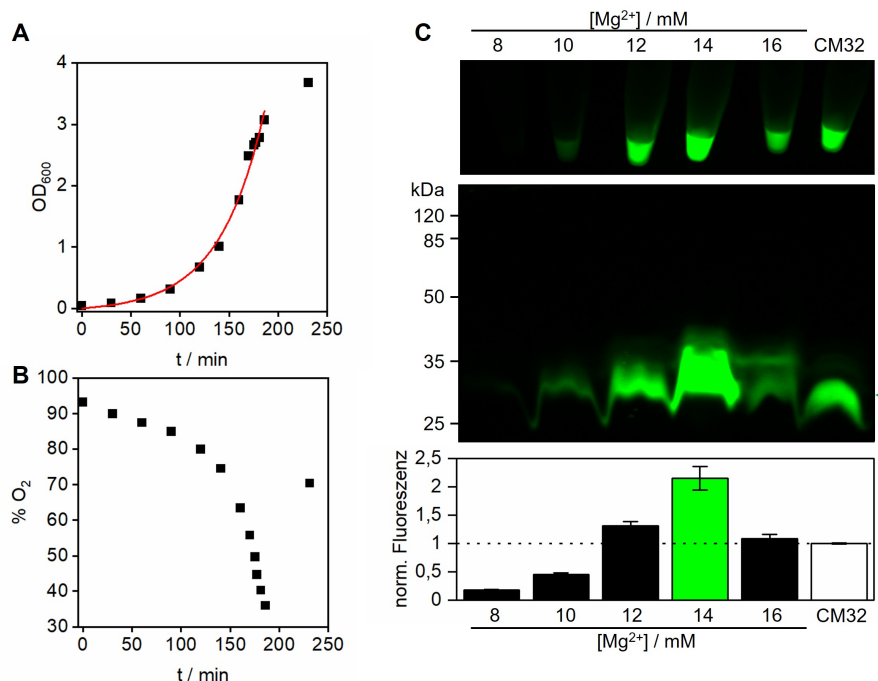 A
4
3
2
1
0
OD600
0 50 100 150 200 250
t / min
B
100
90
80
70
60
50
40
30
% O2
0 50 100 150 200 250
t / min
C
[Mg2+] / mM
8 10 12 14 16 CM32
kDa
120
85
50
35
25
2,5
2
1,5
1
0,5
0
norm. Fluoreszenz
8 10 12 14 16 CM32
[Mg2+] / mM